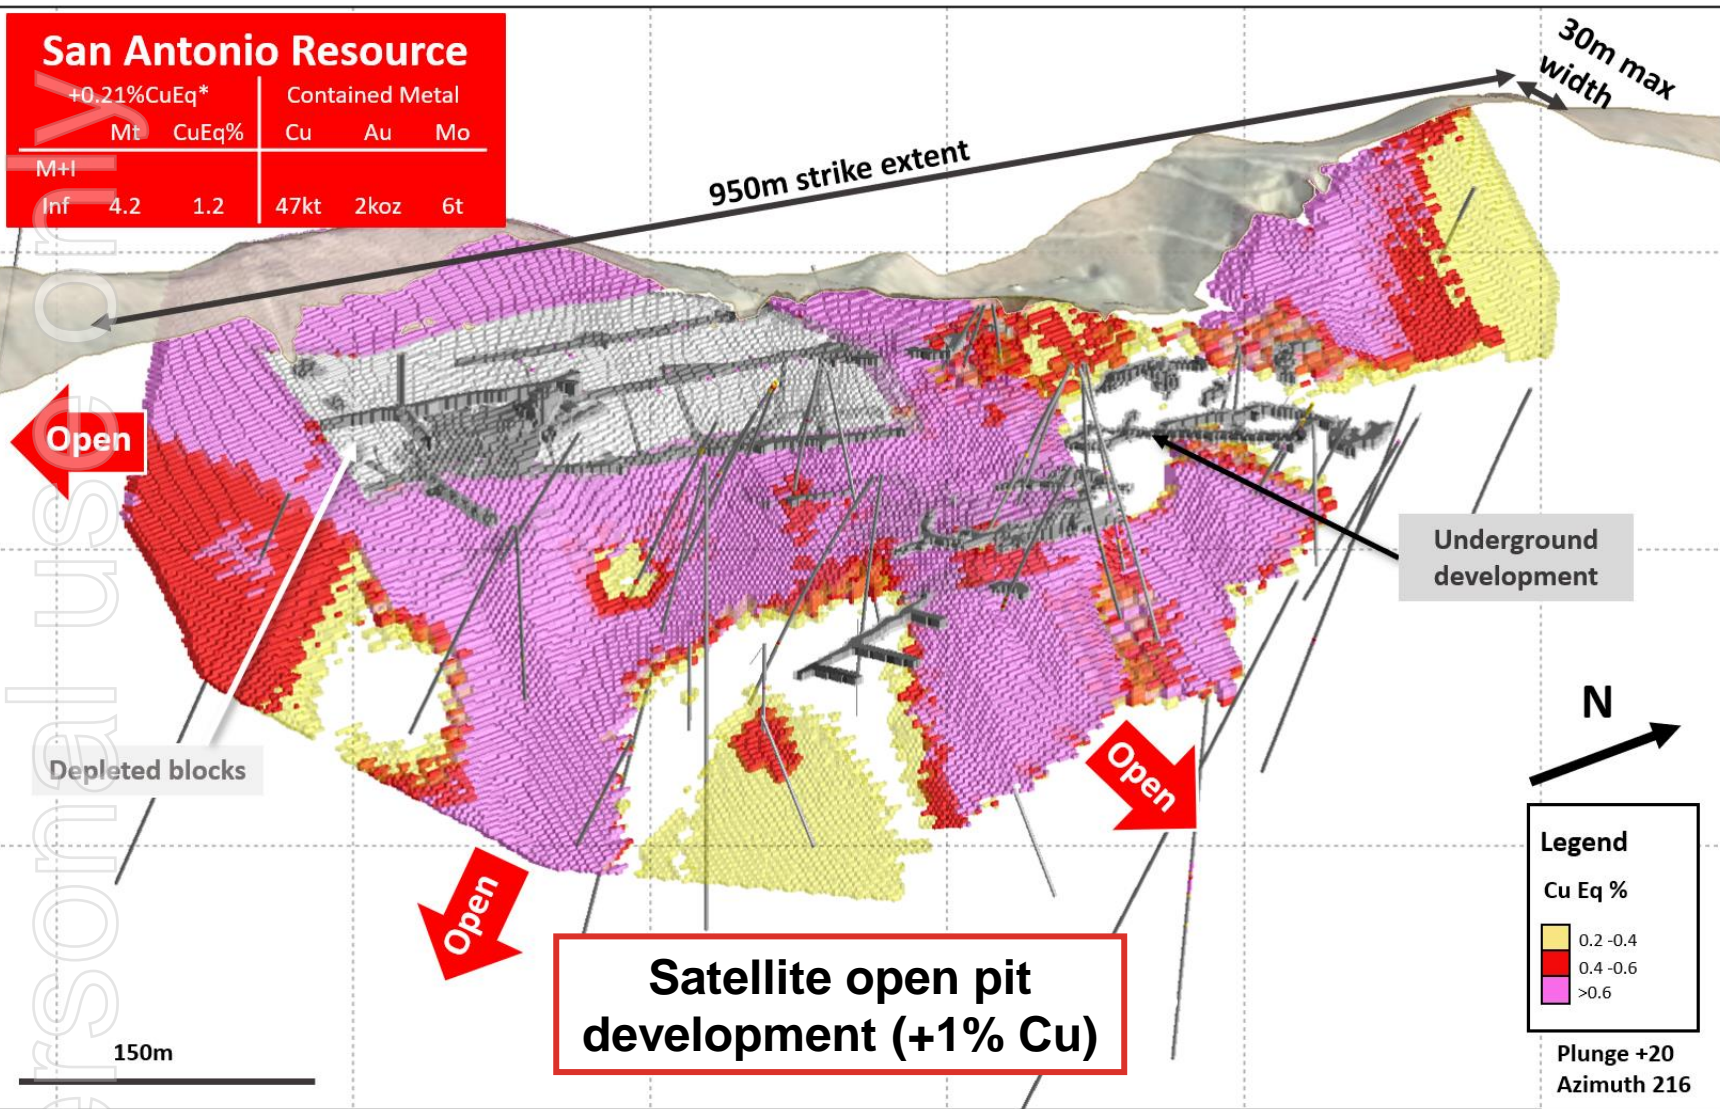 San Antonio Resource
+0.21%CuEq* Contained Metal
Mt CuEq% Cu Au Mo
M+I
Inf 4.2 1.2 47kt 2koz 6t
30m max
width
950m strike extent
Open
Underground
development
Depleted blocks
Open
Open
N
Legend
Cu Eq %
0.2 -0.4
0.4 -0.6
>0.6
Satellite open pit
development (+1% Cu)
150m
Plunge +20
Azimuth 216
ersonal use only